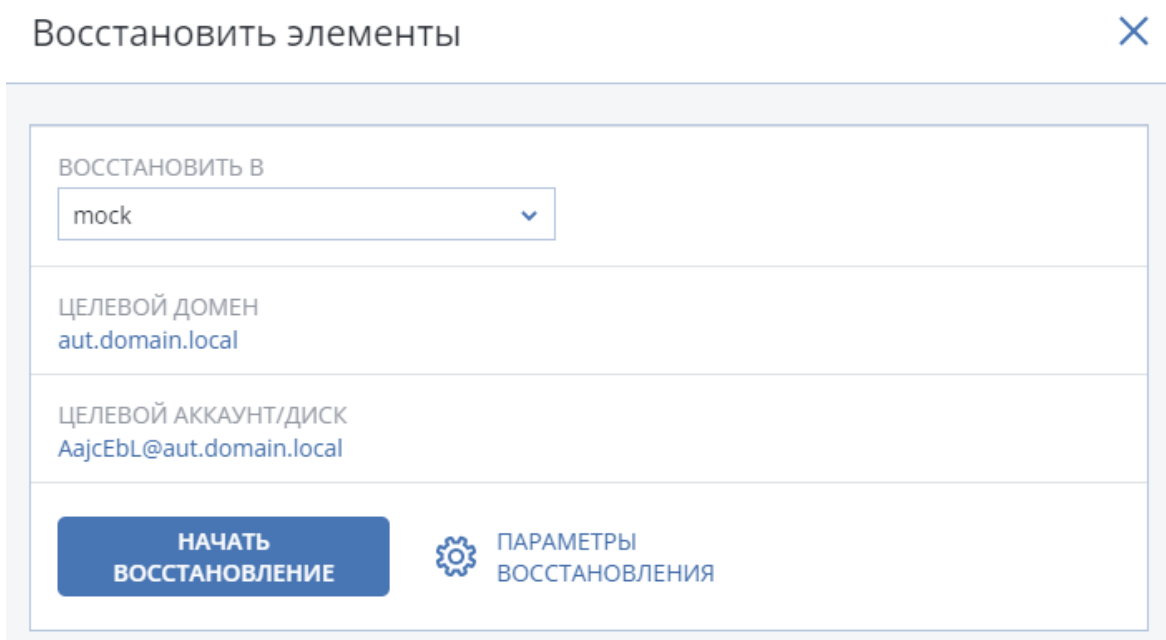 Восстановить элементы
ВОССТАНОВИТЬ В
mock
ЦЕЛЕВОЙ ДОМЕН
aut.domain.local
ЦЕЛЕВОЙ АККАУНТ/ДИСК
AajcEbL@aut.domain.local
НАЧАТЬ
ВОССТАНОВЛЕНИЕ
ПАРАМЕТРЫ
ВОССТАНОВЛЕНИЯ